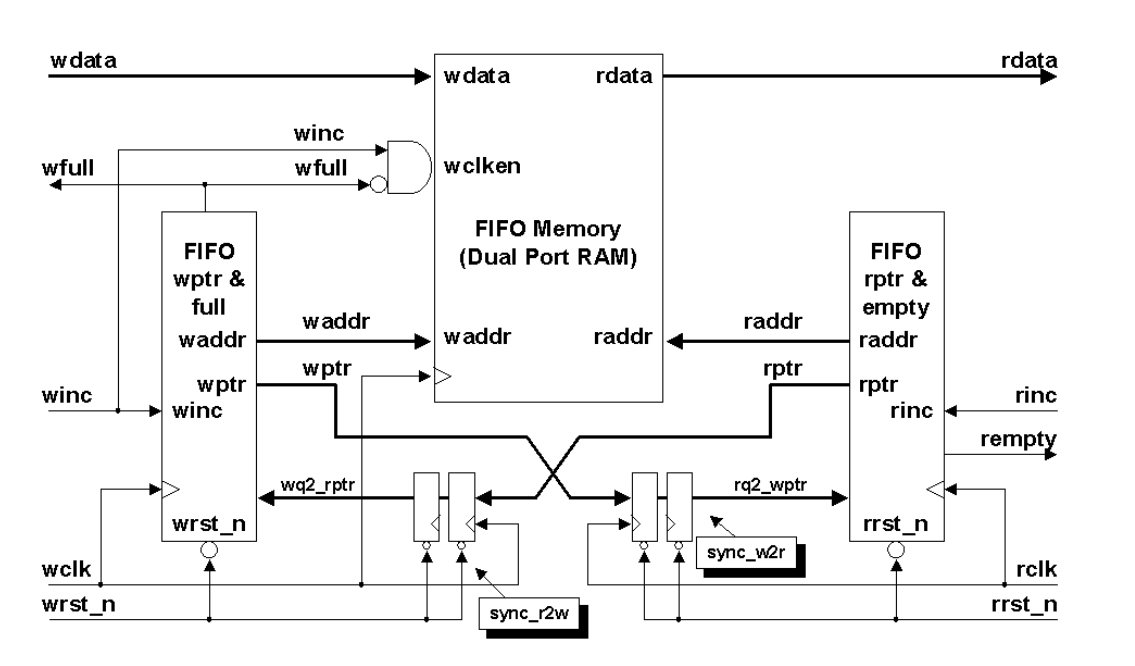 wdata
rdata
wdata rdata
winc
wfull wfull
wclken
FIFO Memory
(Dual Port RAM)
FIFO
wptr &
full
FIFO
rptr &
empty
waddr
waddr
waddr
raddr
raddr
raddr
wptr
wptr
rptr
rptr
winc
winc
rinc
rinc
rempty
wq2_rptr
rq2_wptr
wrst_n
rrst_n
sync_w2r
wclk
rclk
wrst_n
sync_r2w
rrst_n